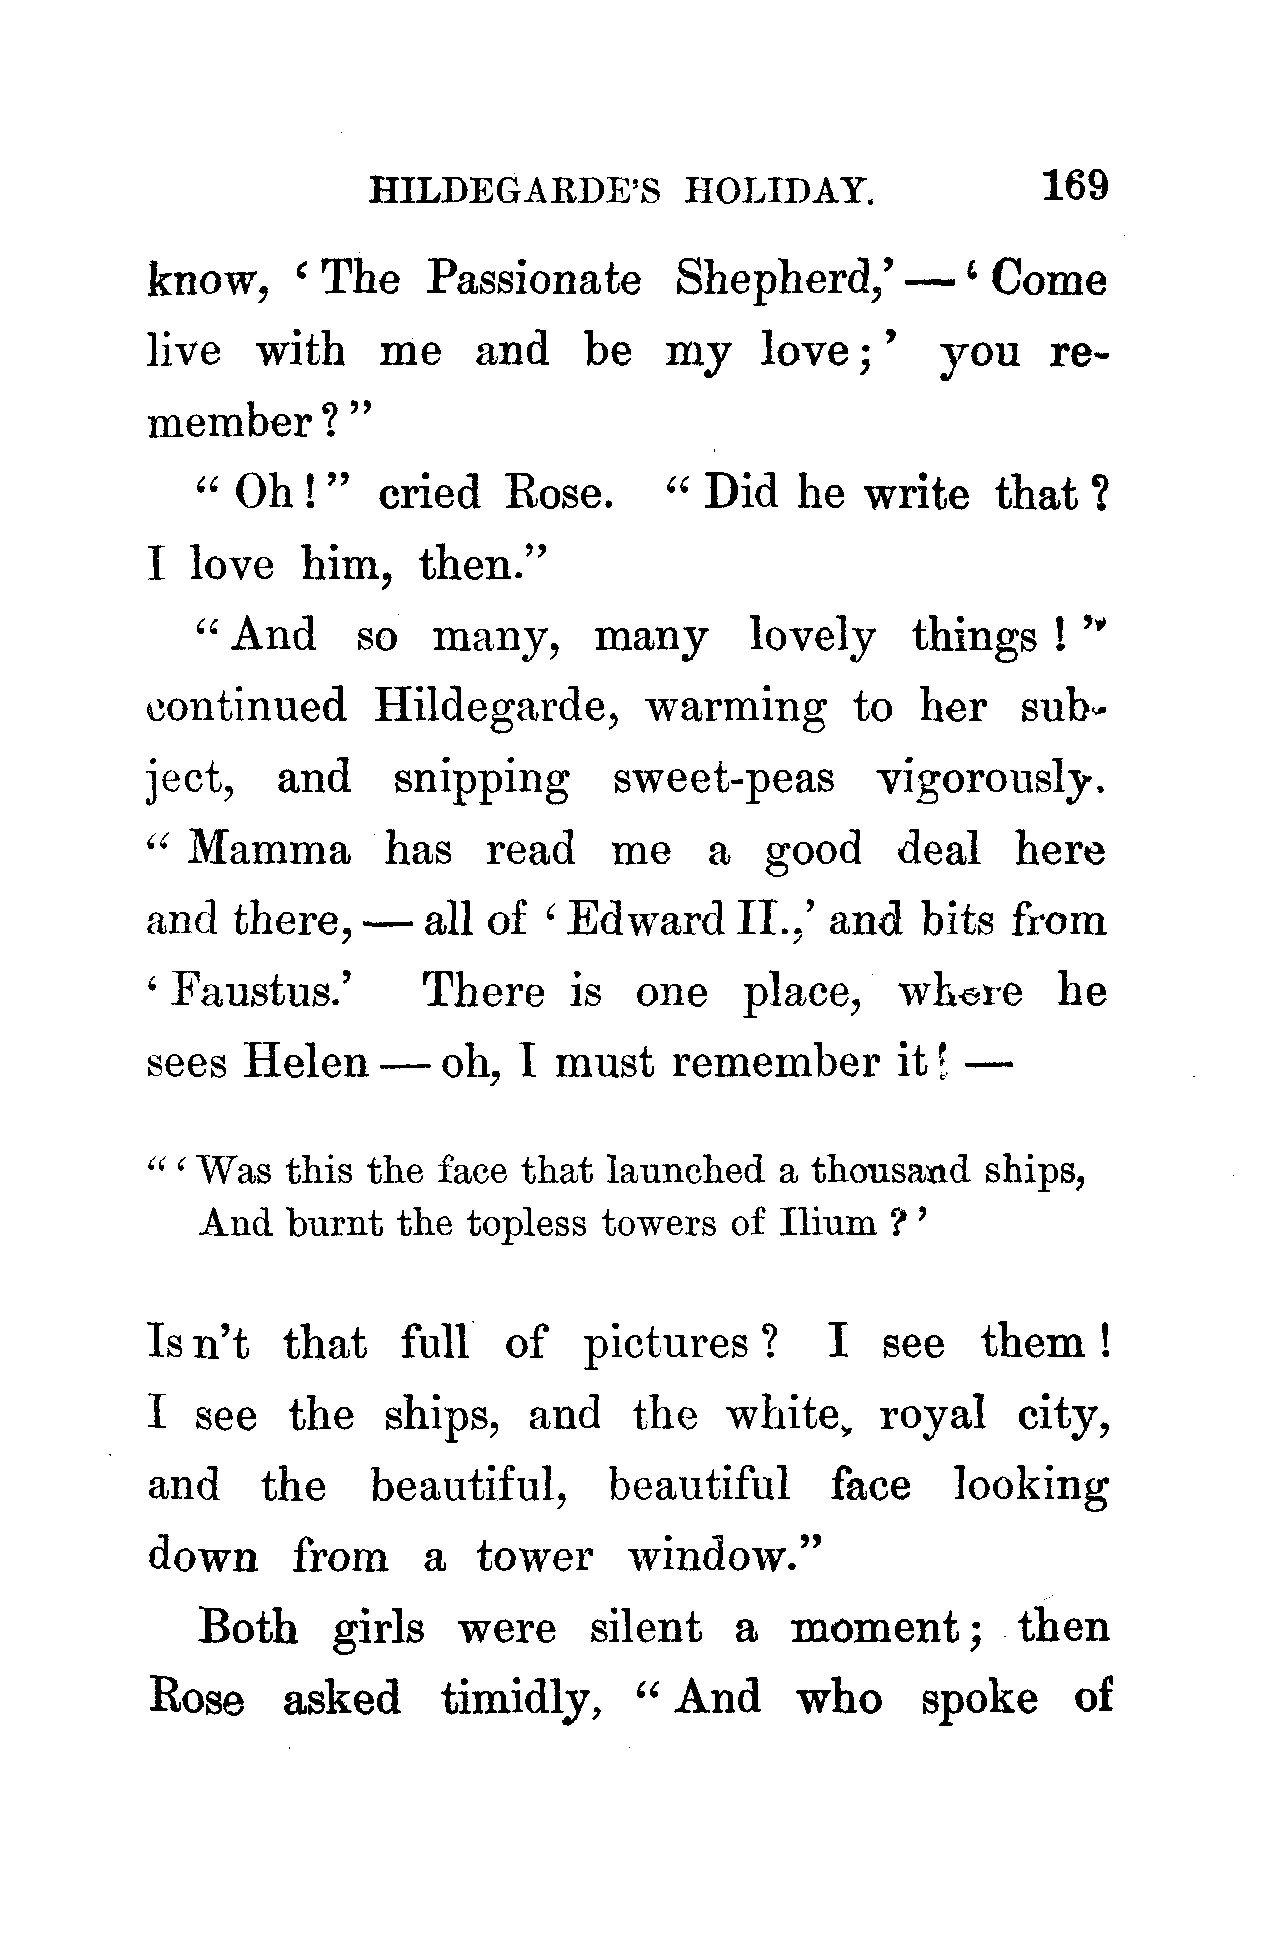 HILDEGARDE'S HOLIDAY. 169
know, 'The Passionate Shepherd,' — 'Come
live with me and be my love;' you re-
member?"
"Oh!" cried Rose. "Did he write that?
I love him, then."
"And so many, many lovely things!"
continued Hildegarde, warming to her sub-
ject, and snipping sweet-peas vigorously.
"Mamma has read me a good deal here
and there, — all of 'Edward II.,' and bits from
'Faustus.' There is one place, where he
sees Helen — oh, I must remember it! —
"'Was this the face that launched a thousand ships,
And burnt the topless towers of Ilium?'
Is n't that full of pictures? I see them!
I see the ships, and the white, royal city,
and the beautiful, beautiful face looking
down from a tower window."
Both girls were silent a moment; then
Rose asked timidly, "And who spoke of